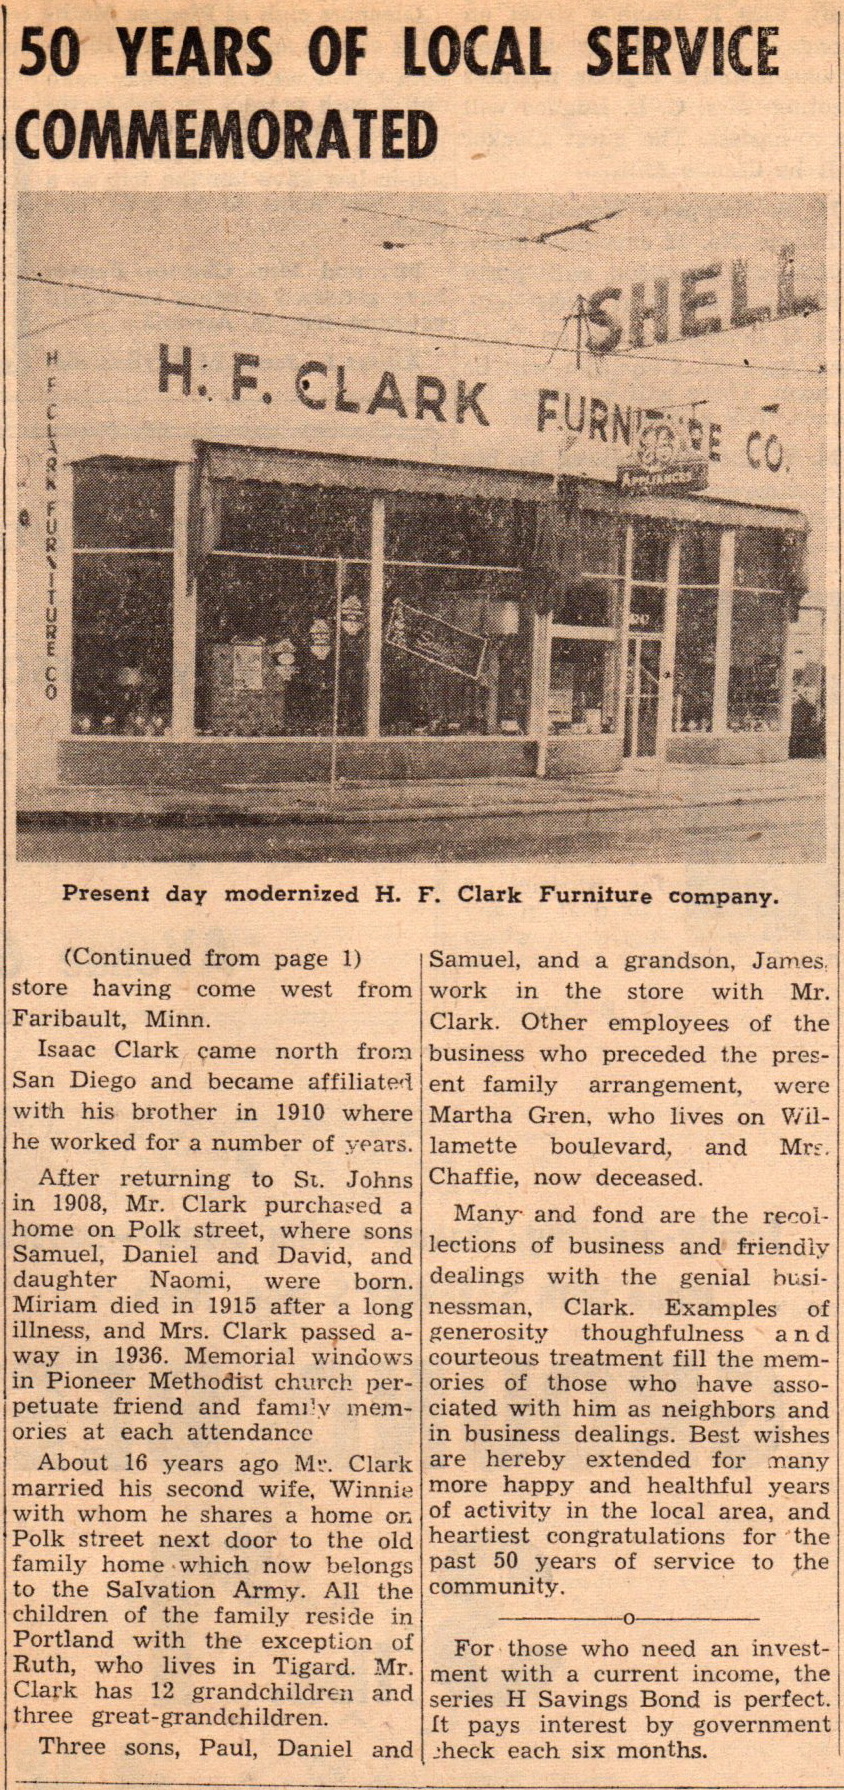 50 YEARS OF LOCAL SERVICE
COMMEMORATED
SHELL
H. F. CLARK FURNITURE CO.
GE
APPLIANCES
H F CLARK FURNITURE CO
Present day modernized H. F. Clark Furniture company.
(Continued from page 1)
store having come west from
Faribault, Minn.
Isaac Clark came north from
San Diego and became affiliated
with his brother in 1910 where
he worked for a number of years.
After returning to St. Johns
in 1908, Mr. Clark purchased a
home on Polk street, where sons
Samuel, Daniel and David, and
daughter Naomi, were born.
Miriam died in 1915 after a long
illness, and Mrs. Clark passed a-
way in 1936. Memorial windows
in Pioneer Methodist church per-
petuate friend and family mem-
ories at each attendance
About 16 years ago Mr. Clark
married his second wife, Winnie
with whom he shares a home on
Polk street next door to the old
family home which now belongs
to the Salvation Army. All the
children of the family reside in
Portland with the exception of
Ruth, who lives in Tigard. Mr.
Clark has 12 grandchildren and
three great-grandchildren.
Three sons, Paul, Daniel and
Samuel, and a grandson, James,
work in the store with Mr.
Clark. Other employees of the
business who preceded the pres-
ent family arrangement, were
Martha Gren, who lives on Wil-
lamette boulevard, and Mrs.
Chaffie, now deceased.
Many and fond are the recol-
lections of business and friendly
dealings with the genial busi-
nessman, Clark. Examples of
generosity thoughfulness and
courteous treatment fill the mem-
ories of those who have asso-
ciated with him as neighbors and
in business dealings. Best wishes
are hereby extended for many
more happy and healthful years
of activity in the local area, and
heartiest congratulations for the
past 50 years of service to the
community.
o
For those who need an invest-
ment with a current income, the
series H Savings Bond is perfect.
It pays interest by government
check each six months.